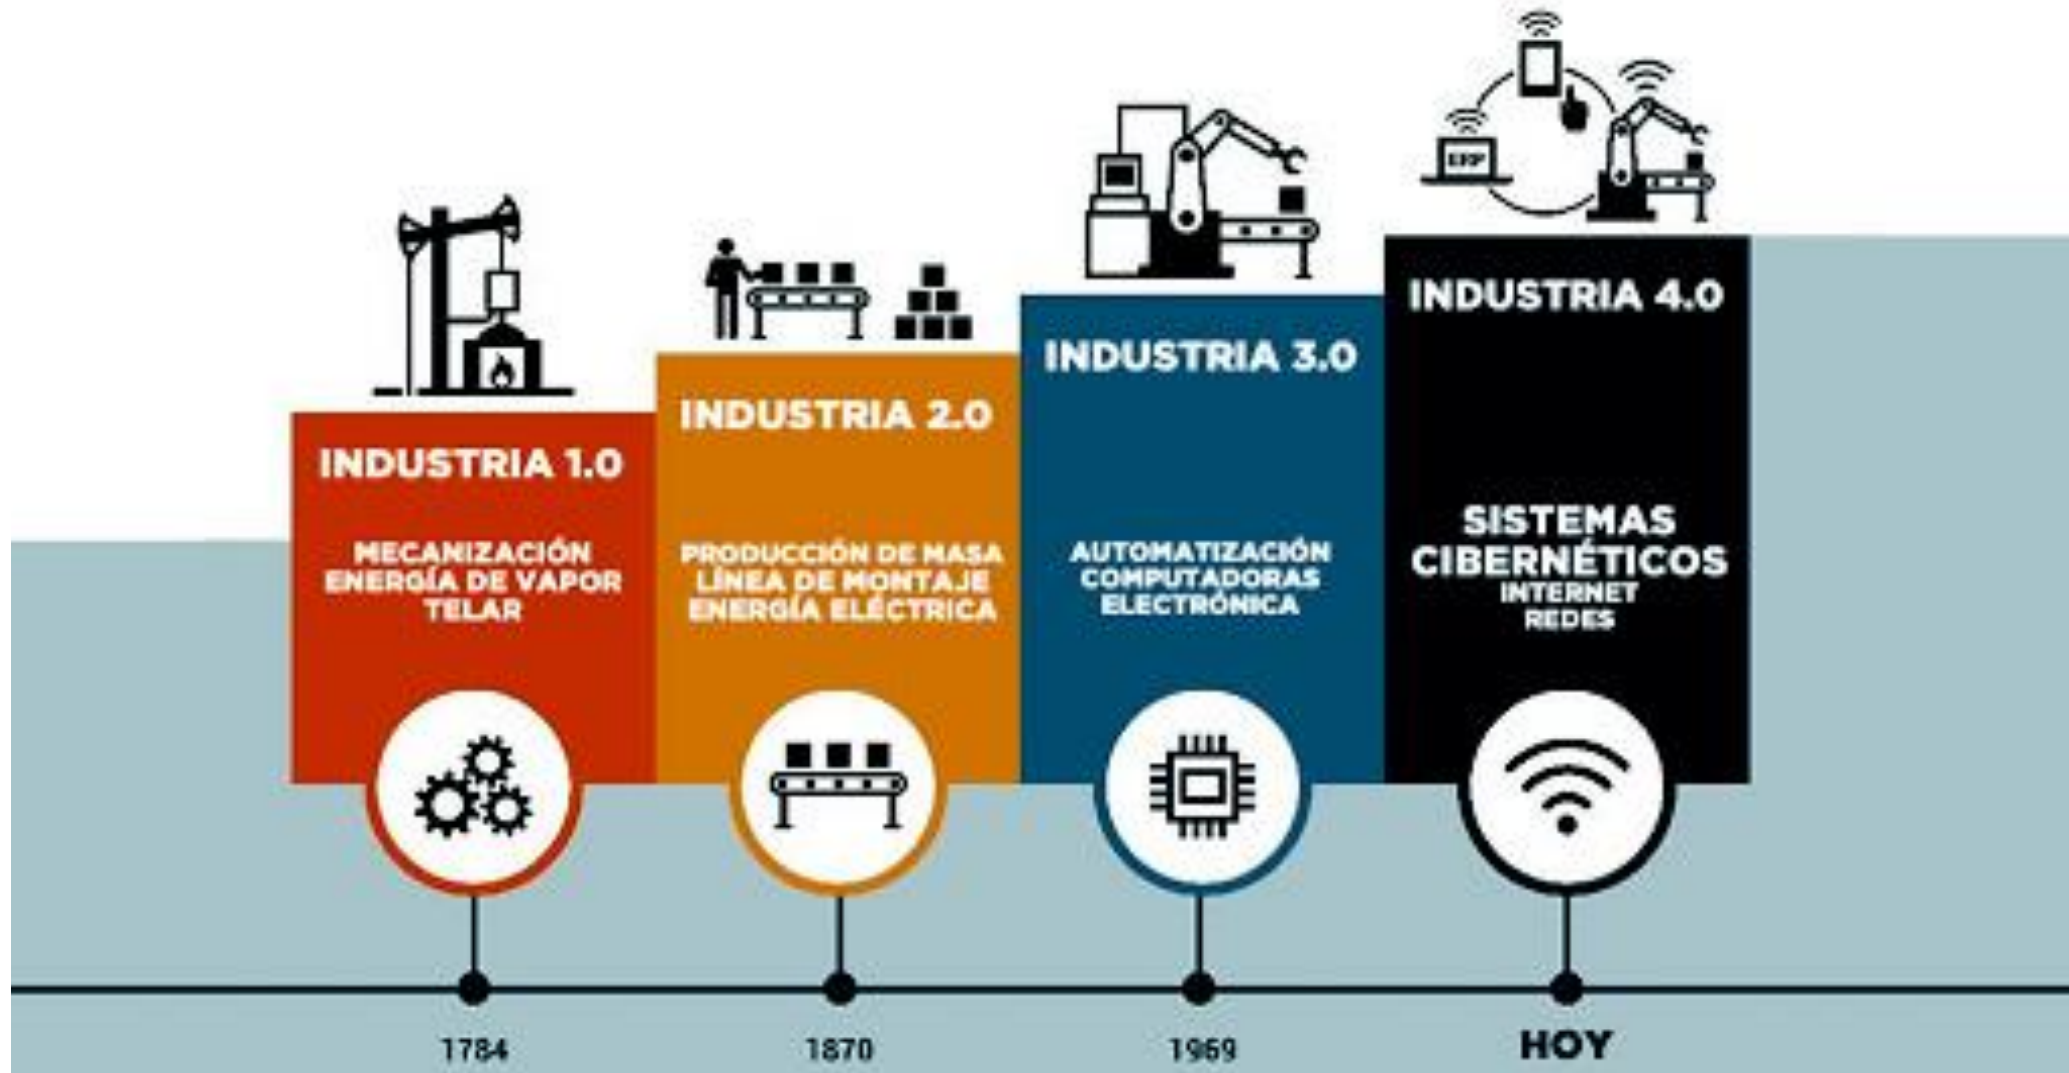 ERP
INDUSTRIA 1.0
MECANIZACIÓN
ENERGÍA DE VAPOR
TELAR
1784
INDUSTRIA 2.0
PRODUCCIÓN DE MASA
LÍNEA DE MONTAJE
ENERGÍA ELÉCTRICA
1870
INDUSTRIA 3.0
AUTOMATIZACIÓN
COMPUTADORAS
ELECTRÓNICA
1969
INDUSTRIA 4.0
SISTEMAS
CIBERNÉTICOS
INTERNET
REDES
HOY